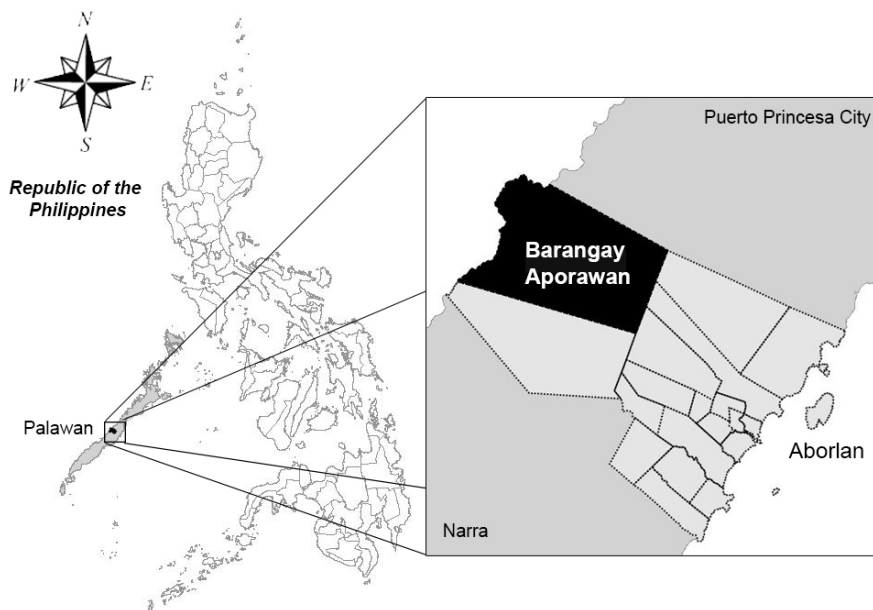 N
W E
S
Republic of the
Philippines
Palawan
Puerto Princesa City
Barangay
Aporawan
Aborlan
Narra